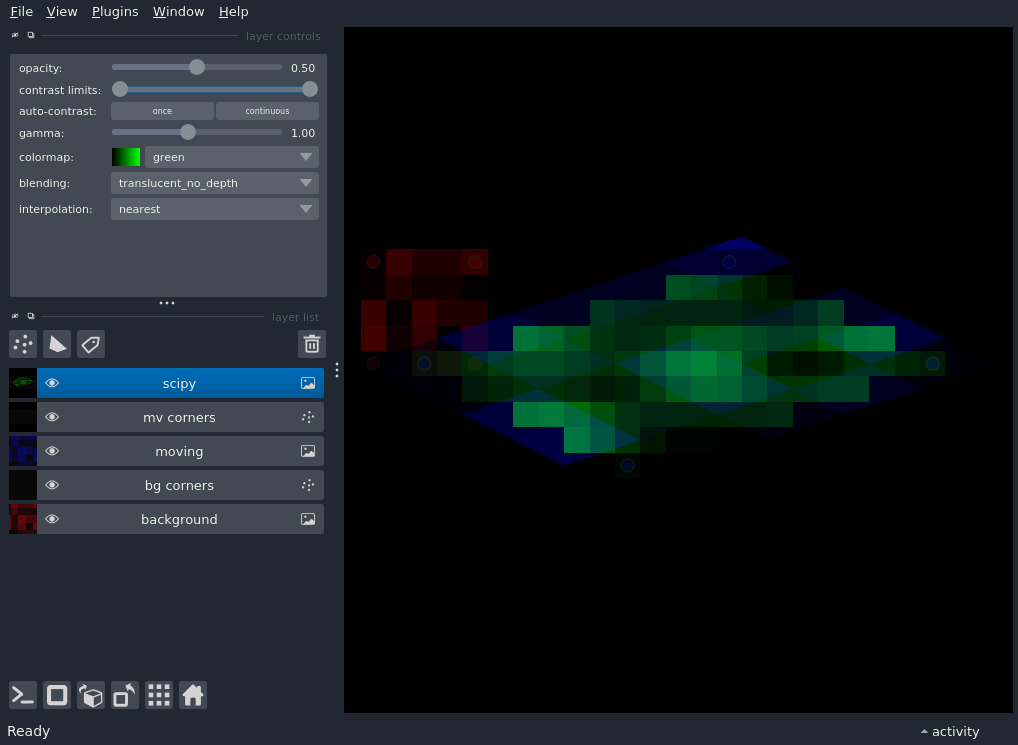 File View Plugins Window Help
layer controls
opacity: 0.50
contrast limits:
auto-contrast: once continuous
gamma: 1.00
colormap: green
blending: translucent_no_depth
interpolation: nearest
layer list
scipy
mv corners
moving
bg corners
background
Ready activity